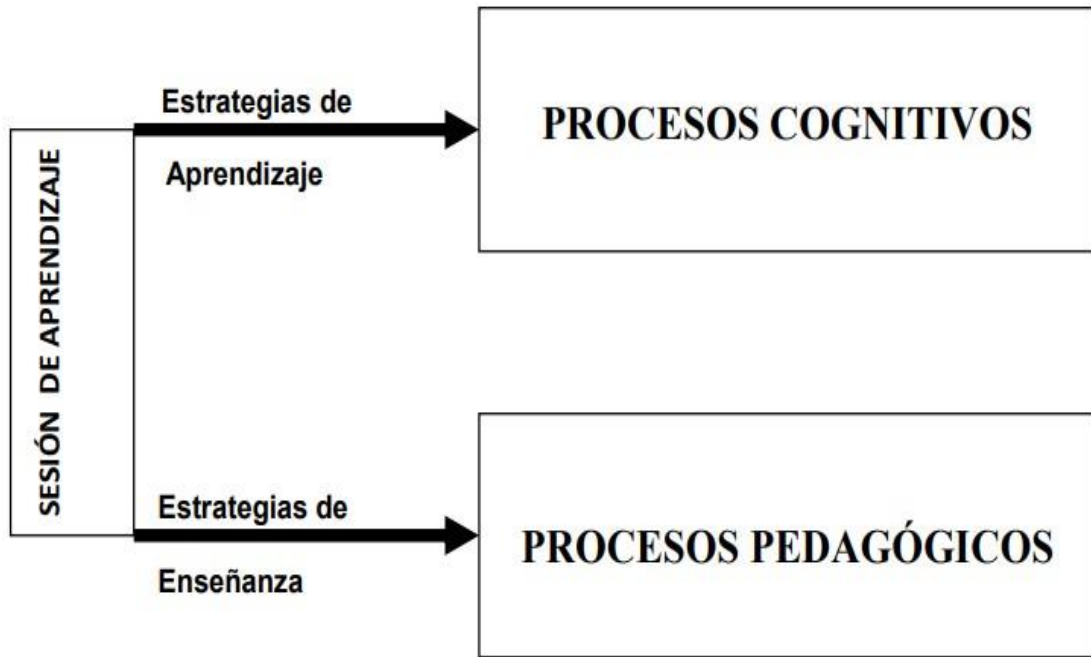 SESIÓN DE APRENDIZAJE
Estrategias de
Aprendizaje
PROCESOS COGNITIVOS
Estrategias de
Enseñanza
PROCESOS PEDAGÓGICOS